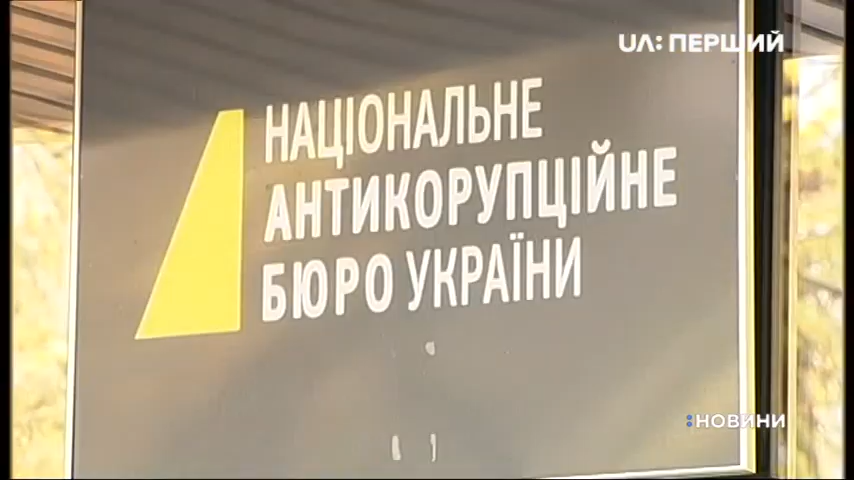 UA: ПЕРШИЙ
НАЦІОНАЛЬНЕ
АНТИКОРУПЦІЙНЕ
БЮРО УКРАЇНИ
:НОВИНИ